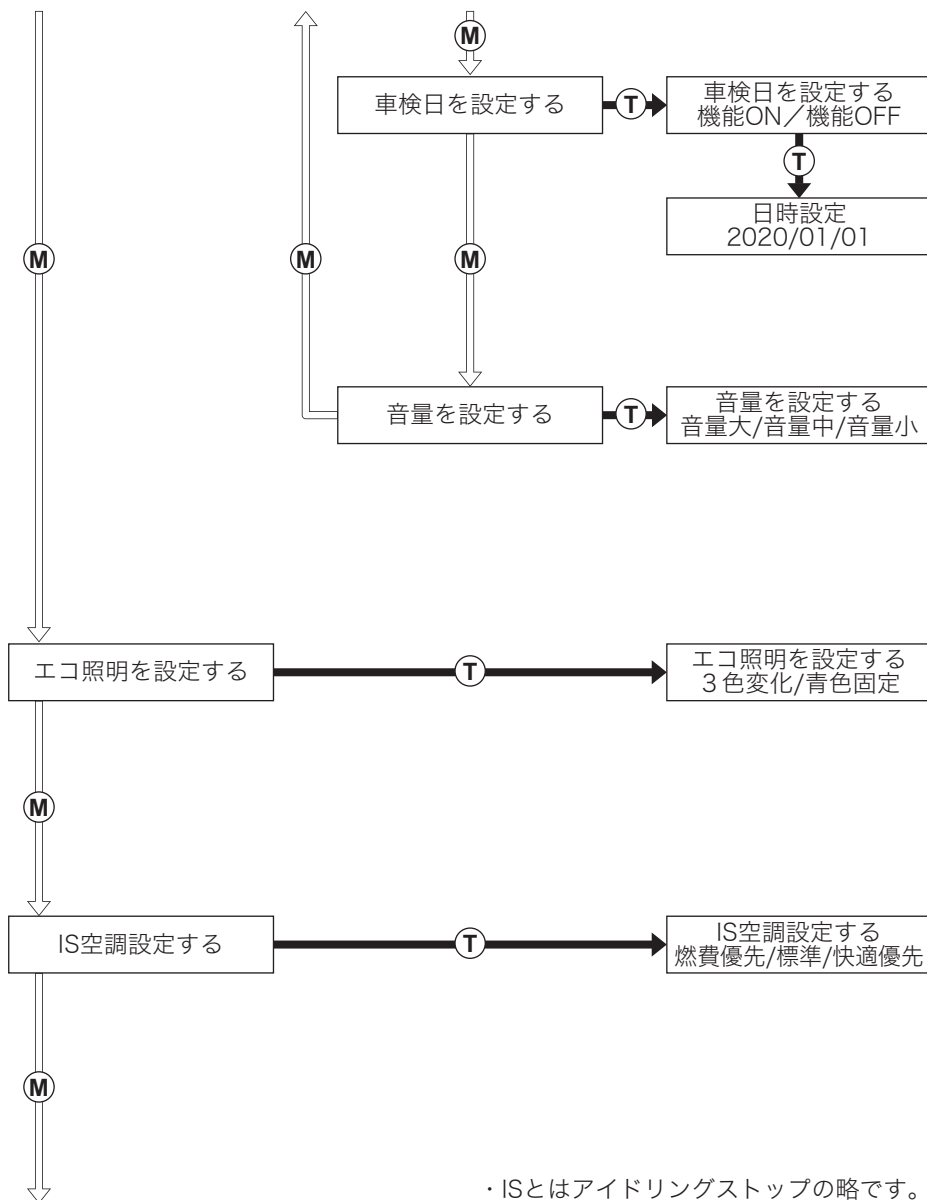 M
車検日を設定する
T
車検日を設定する
機能ON／機能OFF
T
日時設定
2020/01/01
M
M
M
音量を設定する
T
音量を設定する
音量大/音量中/音量小
エコ照明を設定する
T
エコ照明を設定する
３色変化/青色固定
M
IS空調設定する
T
IS空調設定する
燃費優先/標準/快適優先
M
・ISとはアイドリングストップの略です。